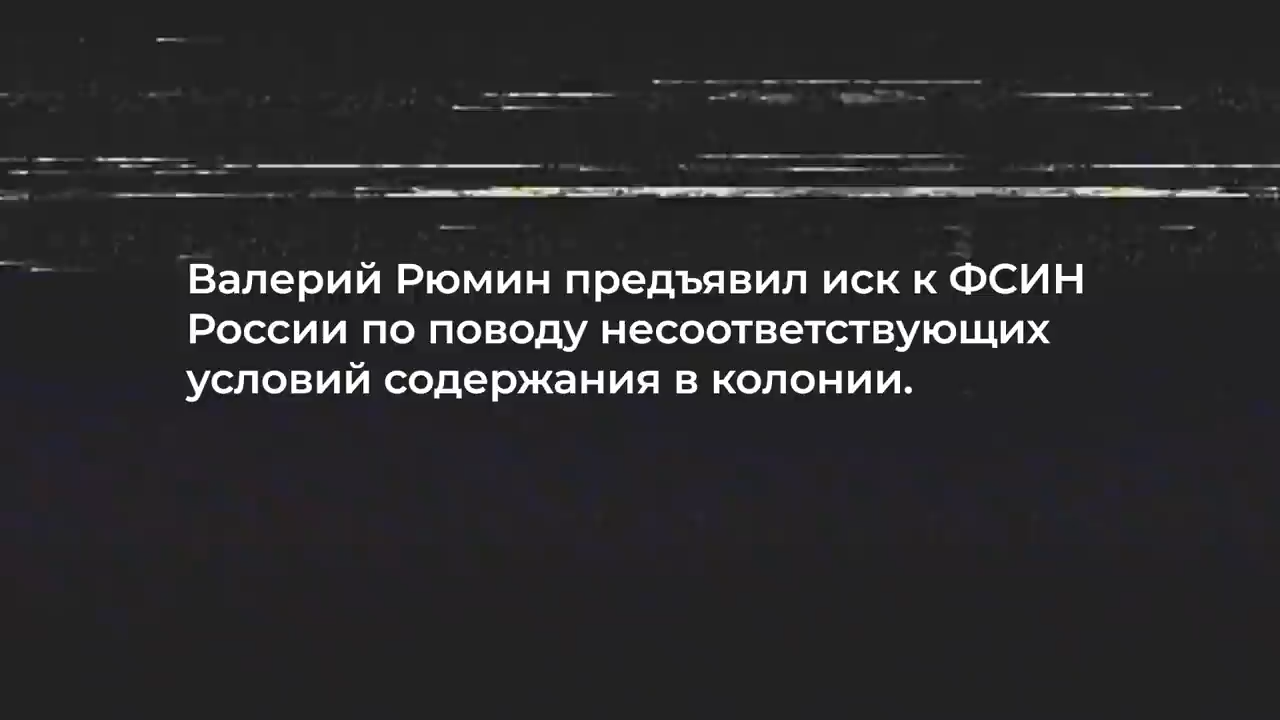 Валерий Рюмин предъявил иск к ФСИН
России по поводу несоответствующих
условий содержания в колонии.